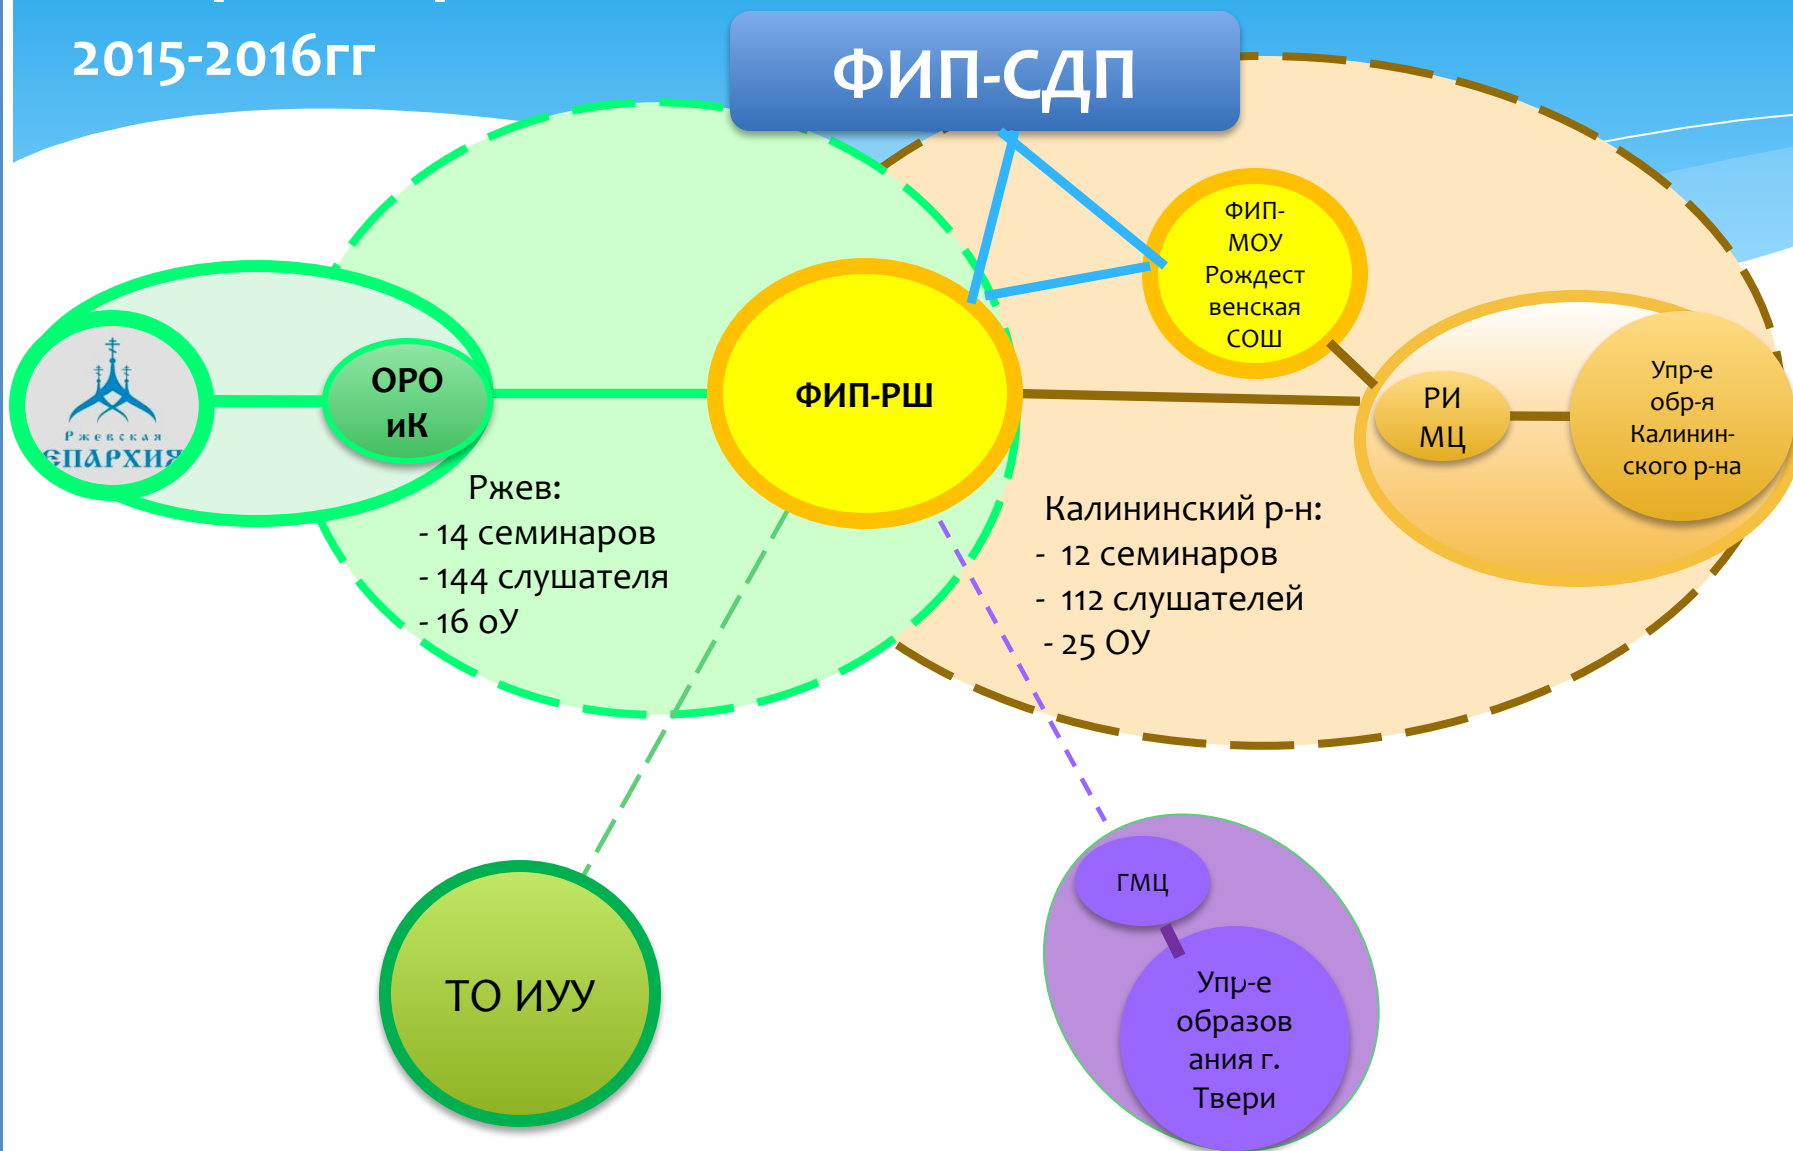 2015-2016гг
ФИП-СДП
ФИП-
МОУ
Рождест
венская
СОШ
Ржевская
ЕПАРХИЯ
ОРО
иК
ФИП-РШ
РИ
МЦ
Упр-е
обр-я
Калинин-
ского р-на
Ржев:
- 14 семинаров
- 144 слушателя
- 16 оУ
Калининский р-н:
- 12 семинаров
- 112 слушателей
- 25 ОУ
ТО ИУУ
ГМЦ
Упр-е
образов
ания г.
Твери